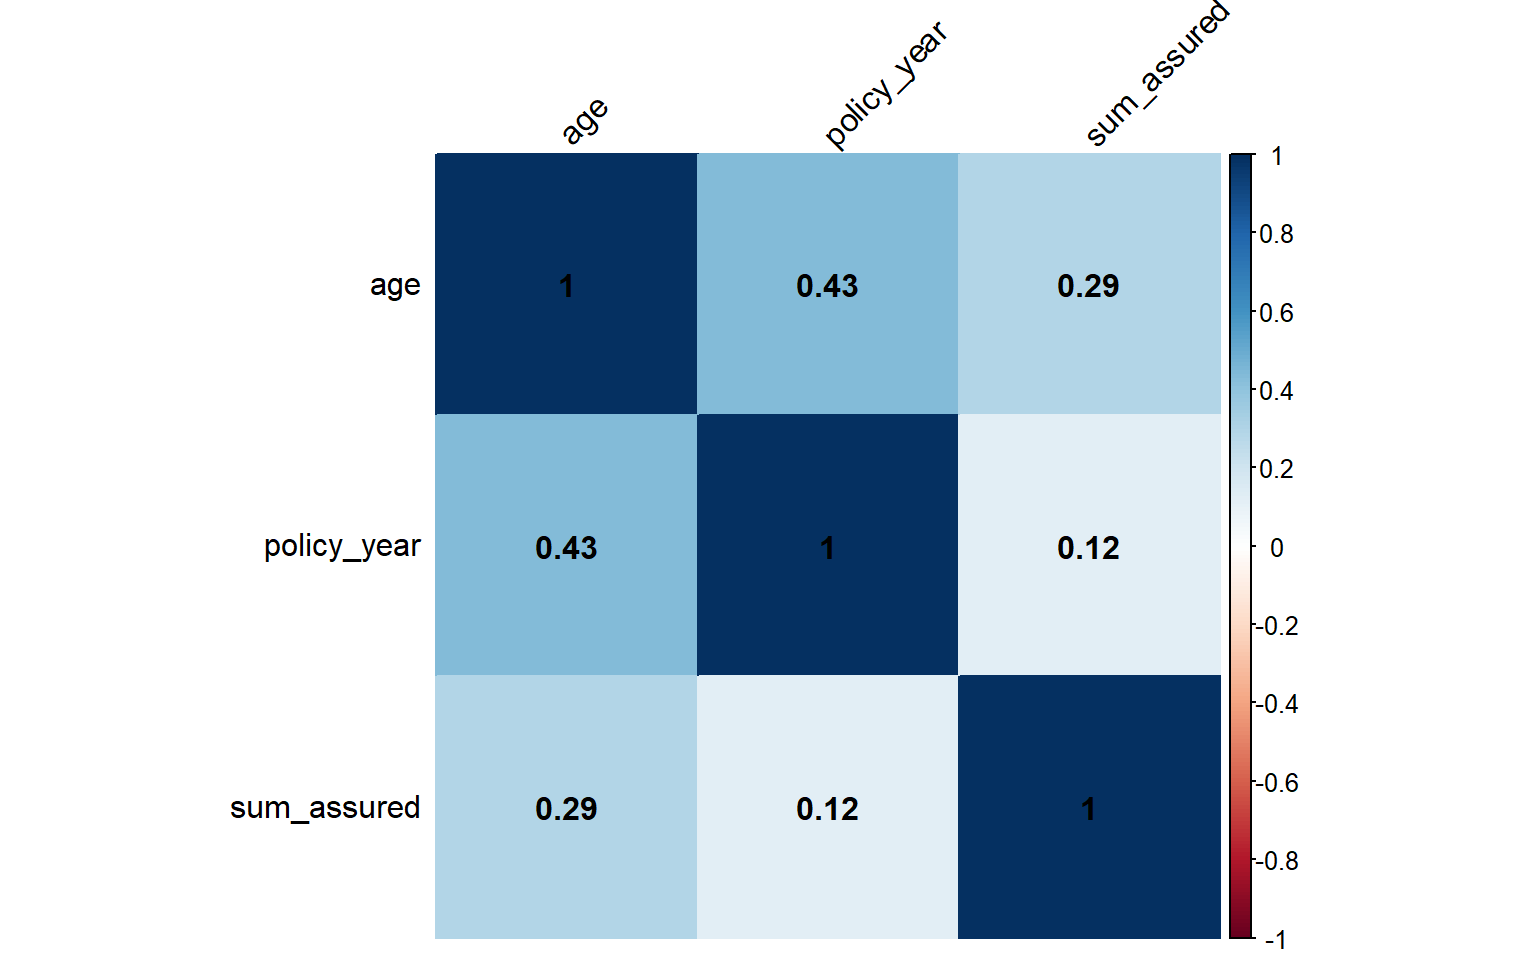 age policy_year sum_assured
age 1 0.43 0.29
policy_year 0.43 1 0.12
sum_assured 0.29 0.12 1
1
0.8
0.6
0.4
0.2
0
-0.2
-0.4
-0.6
-0.8
-1